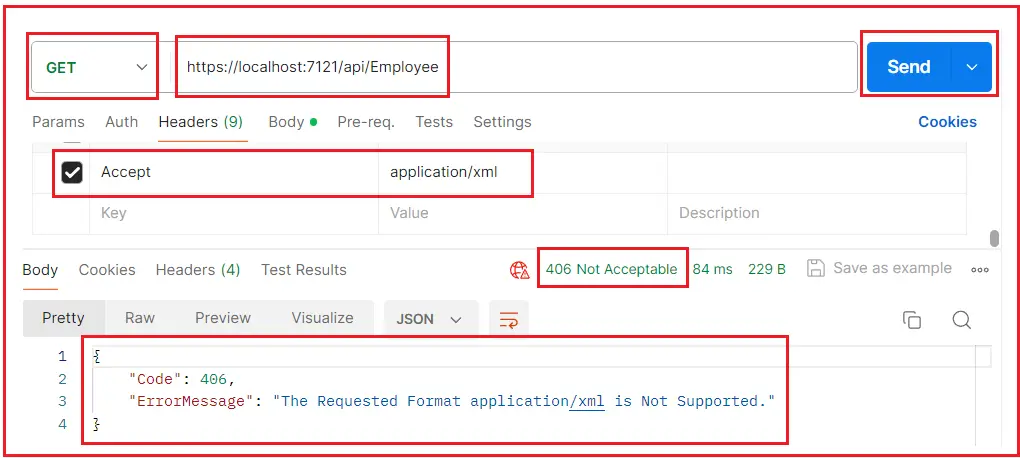 GET https://localhost:7121/api/Employee Send
Params Auth Headers (9) Body Pre-req. Tests Settings Cookies
Accept application/xml
Key Value Description
Body Cookies Headers (4) Test Results 406 Not Acceptable 84 ms 229 B Save as example
Pretty Raw Preview Visualize JSON
1 {
2 "Code": 406,
3 "ErrorMessage": "The Requested Format application/xml is Not Supported."
4 }